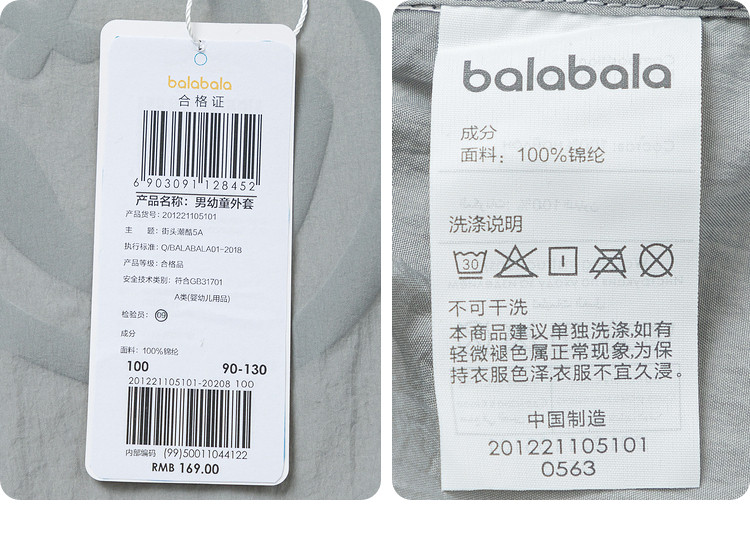 balabala
合格证
6 903091 128452
产品名称：男幼童外套
产品货号：201221105101
主　题：街头潮酷5A
执行标准：Q/BALABALA01-2018
产品等级：合格品
安全技术类别：符合GB31701
A类(婴幼儿用品)
检验员：09
成分
面料：100%锦纶
100 90-130
201221105101-20208 100
内部编码 (99)50011044122
RMB 169.00
balabala
成分
面料：100%锦纶
洗涤说明
30
不可干洗
本商品建议单独洗涤,如有
轻微褪色属正常现象,为保
持衣服色泽,衣服不宜久浸。
中国制造
201221105101
0563